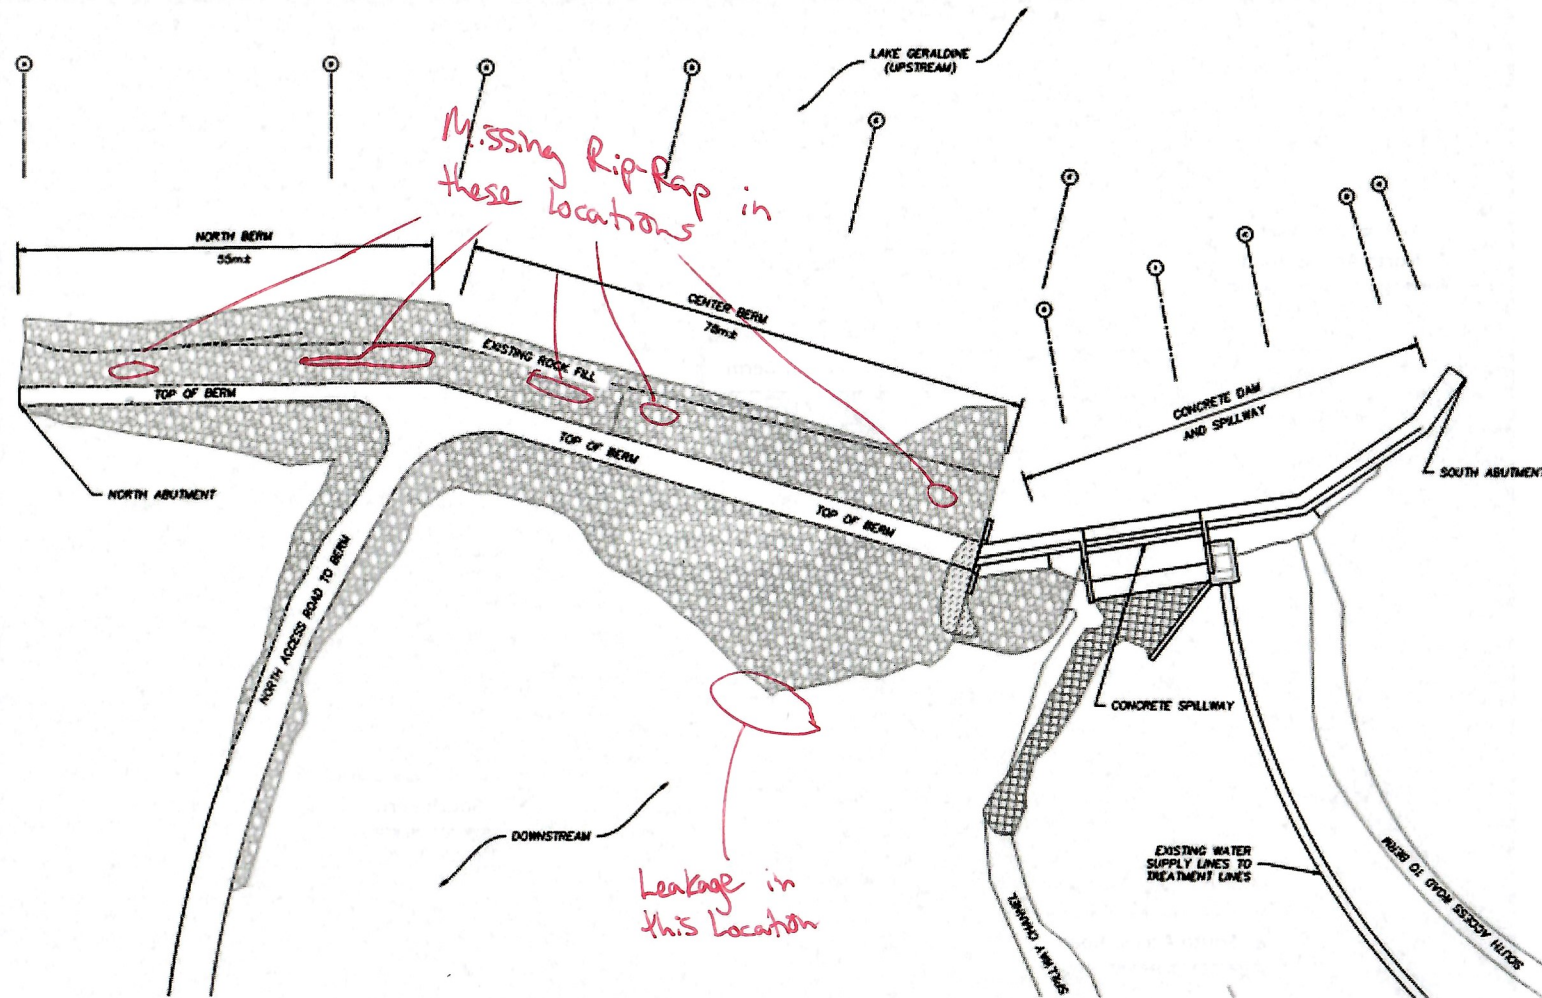 LAKE GERALDINE
(UPSTREAM)
Missing Rip-Rap in
these Locations
NORTH BERM
55m±
CENTER BERM
78m±
EXISTING ROCK FILL
TOP OF BERM
TOP OF BERM
TOP OF BERM
CONCRETE DAM
AND SPILLWAY
SOUTH ABUTMENT
NORTH ABUTMENT
NORTH ACCESS ROAD TO BERM
CONCRETE SPILLWAY
DOWNSTREAM
EXISTING WATER
SUPPLY LINES TO
TREATMENT LINES
Leakage in
this Location
SPILLWAY CHANNEL
SOUTH ACCESS ROAD TO BERM